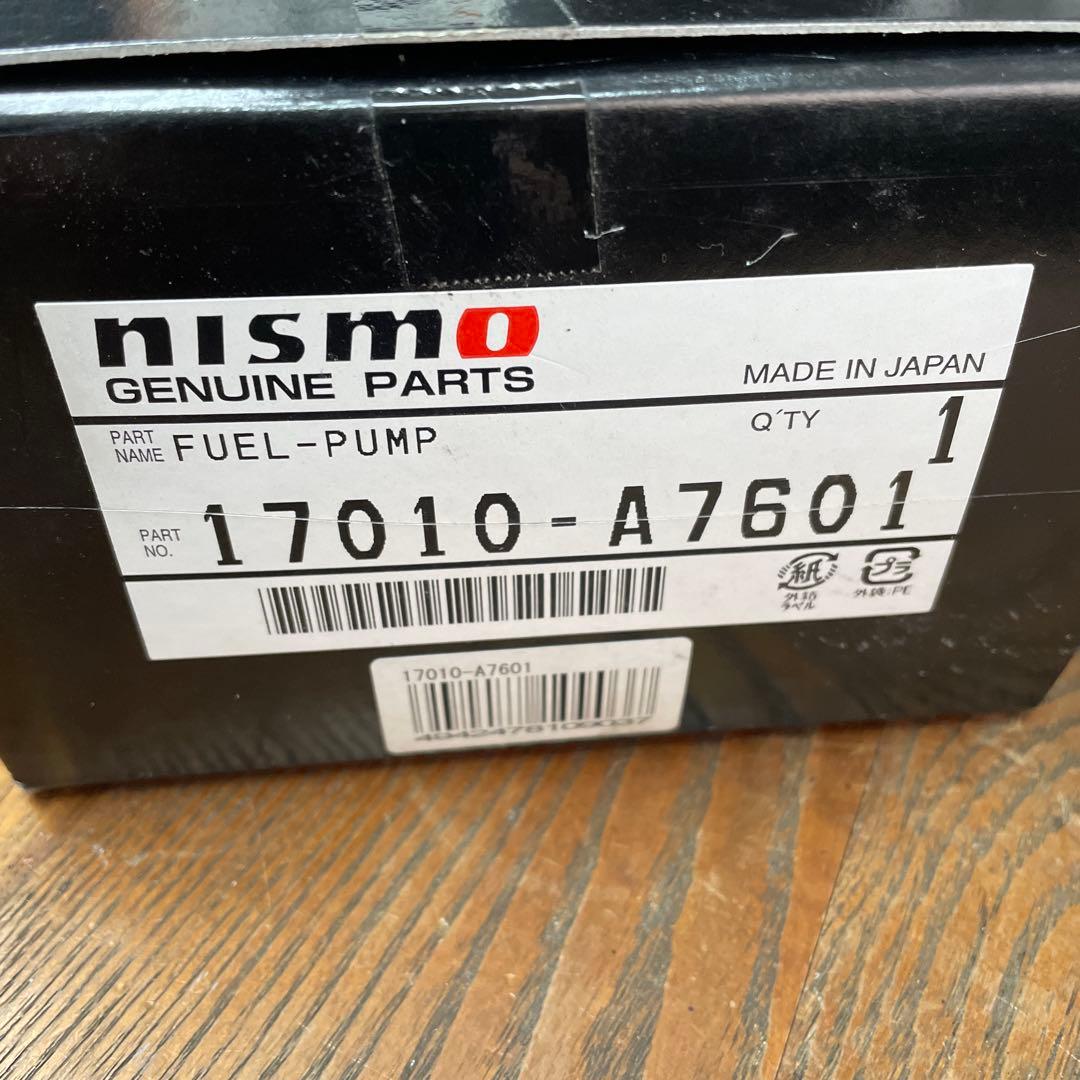 nismo
GENUINE PARTS
MADE IN JAPAN
PART NAME FUEL-PUMP
Q'TY 1
PART NO. 17010-A7601
紙
外箱
ラベル
プラ
外袋:PE
17010-A7601
4942478109037